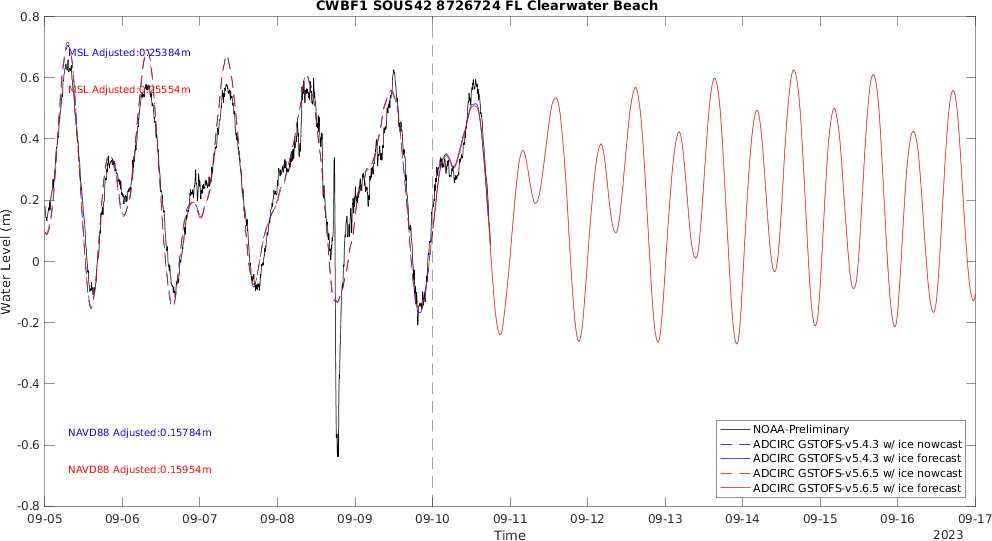 CWBF1 SOUS42 8726724 FL Clearwater Beach
0.8
0.6
0.4
0.2
0
-0.2
-0.4
-0.6
-0.8
Water Level (m)
MSL Adjusted:0.25384m
MSL Adjusted:0.25554m
NAVD88 Adjusted:0.15784m
NAVD88 Adjusted:0.15954m
NOAA-Preliminary
ADCIRC GSTOFS-v5.4.3 w/ ice nowcast
ADCIRC GSTOFS-v5.4.3 w/ ice forecast
ADCIRC GSTOFS-v5.6.5 w/ ice nowcast
ADCIRC GSTOFS-v5.6.5 w/ ice forecast
09-05 09-06 09-07 09-08 09-09 09-10 09-11 09-12 09-13 09-14 09-15 09-16 09-17
Time
2023